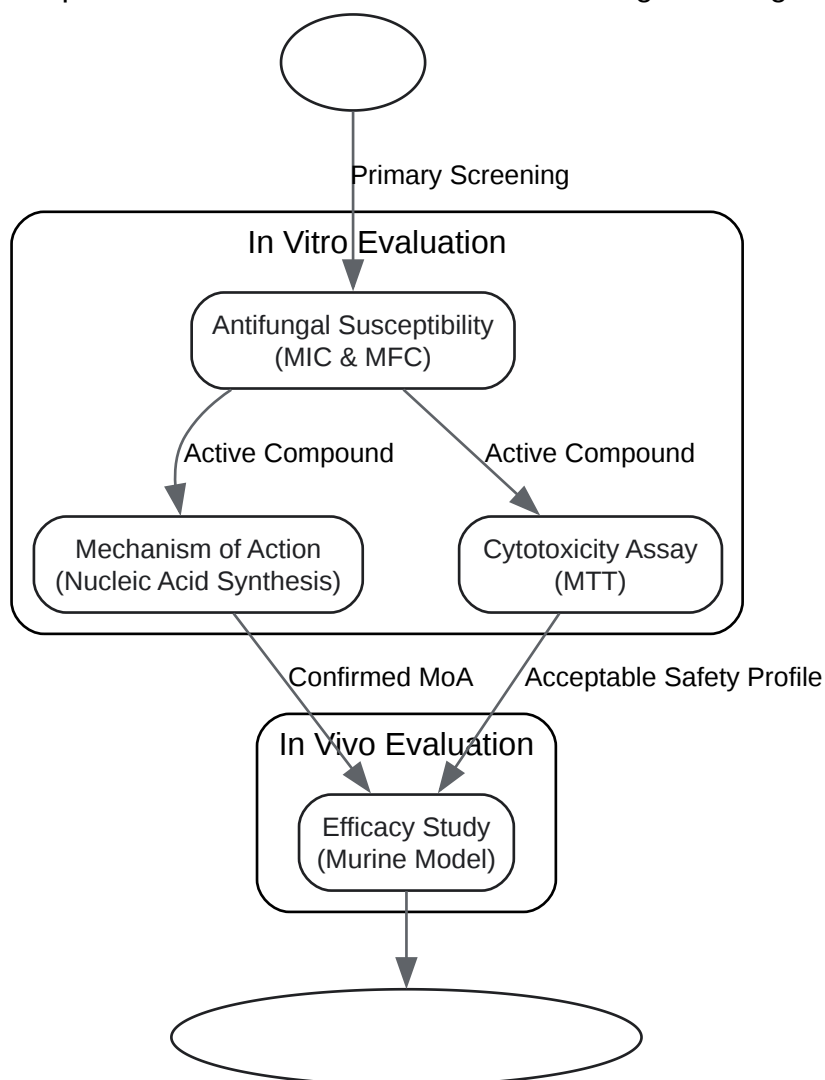 Primary Screening
In Vitro Evaluation
Antifungal Susceptibility
(MIC & MFC)
Active Compound
Active Compound
Mechanism of Action
(Nucleic Acid Synthesis)
Cytotoxicity Assay
(MTT)
Confirmed MoA
Acceptable Safety Profile
In Vivo Evaluation
Efficacy Study
(Murine Model)